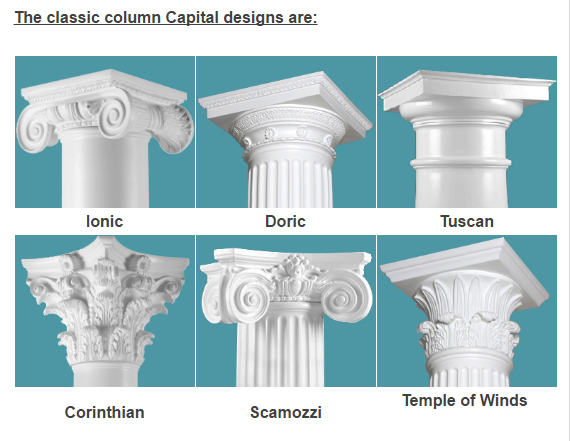 The classic column Capital designs are:
Ionic
Doric
Tuscan
Corinthian
Scamozzi
Temple of Winds